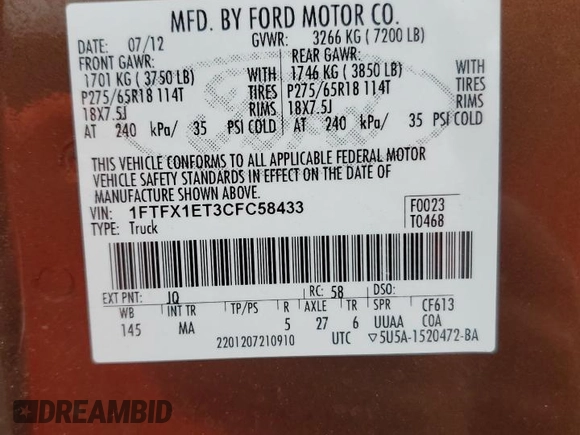 MFD. BY FORD MOTOR CO.
DATE: 07/12 GVWR: 3266 KG ( 7200 LB)
FRONT GAWR: REAR GAWR:
1701 KG ( 3750 LB) WITH 1746 KG ( 3850 LB) WITH
P275/65R18 114T TIRES P275/65R18 114T TIRES
18X7.5J RIMS 18X7.5J RIMS
AT 240 kPa/ 35 PSI COLD AT 240 kPa/ 35 PSI COLD
THIS VEHICLE CONFORMS TO ALL APPLICABLE FEDERAL MOTOR
VEHICLE SAFETY STANDARDS IN EFFECT ON THE DATE OF
MANUFACTURE SHOWN ABOVE.
VIN: 1FTFX1ET3CFC58433 F0023
TYPE: Truck T0468
EXT PNT: JQ RC: 58 DSO:
WB INT TR TP/PS R AXLE TR SPR CF613
145 MA 5 27 6 UUAA COA
2201207210910 UTC ▽5U5A-1520472-BA
DREAMBID